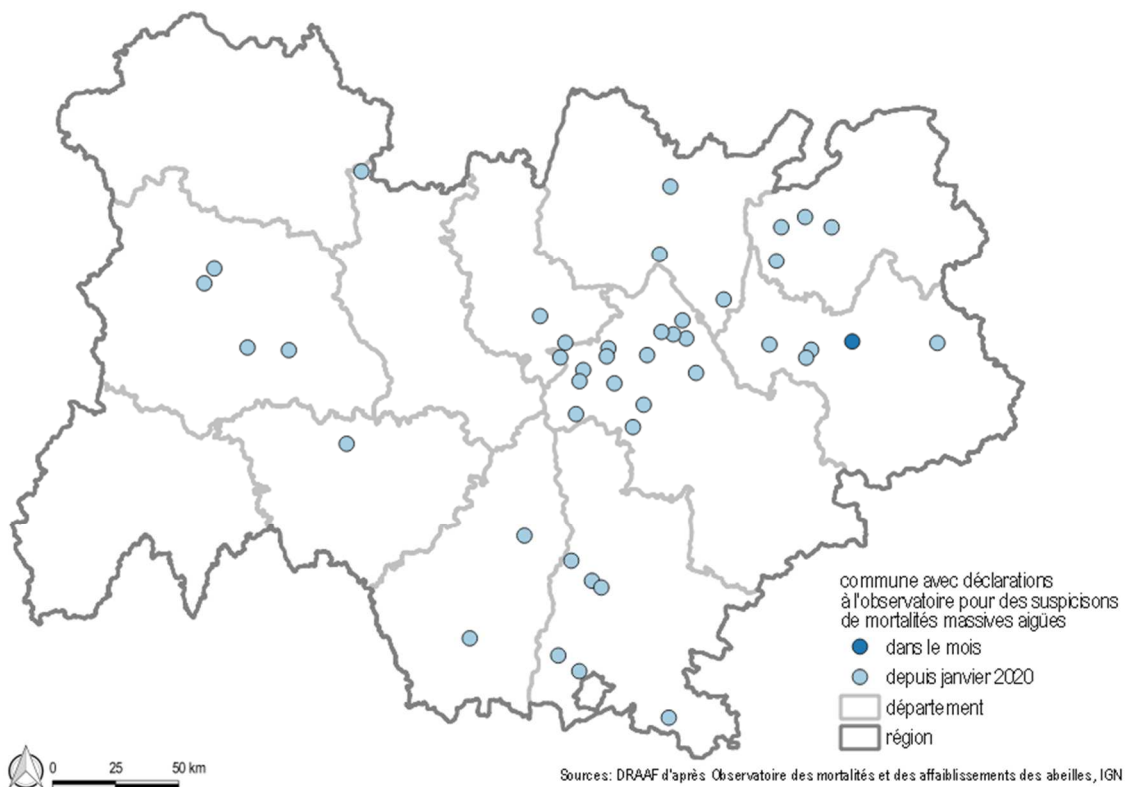 commune avec déclarations
à l'observatoire pour des suspicisons
de mortalités massives aigües
dans le mois
depuis janvier 2020
département
région
0 25 50 km
Sources: DRAAF d'après Observatoire des mortalités et des affaiblissements des abeilles, IGN